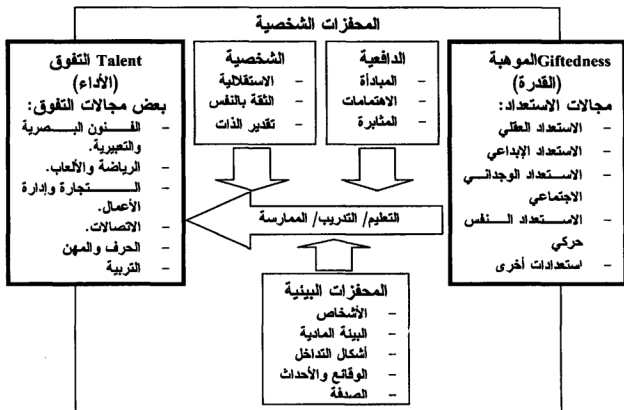 المحفزات الشخصية
Giftednessالموهبة
(القدرة)
مجالات الاستعداد:
– الاستعداد العقلي
– الاستعداد الإبداعي
– الاستعداد الوجداني
الاجتماعي
– الاستعداد النفس
حركي
– استعدادات أخرى
الدافعية
– المبادأة
– الاهتمامات
– المثابرة
الشخصية
– الاستقلالية
– الثقة بالنفس
– تقدير الذات
التعليم/ التدريب/ الممارسة
المحفزات البيئية
– الأشخاص
– البيئة المادية
– أشكال التداخل
– الوقائع والأحداث
– الصدفة
Talent التفوق
(الأداء)
بعض مجالات التفوق:
– الفنون البصرية
والتعبيرية.
– الرياضة والألعاب.
– التجارة وإدارة
الأعمال.
– الاتصالات.
– الحرف والمهن
– التربية